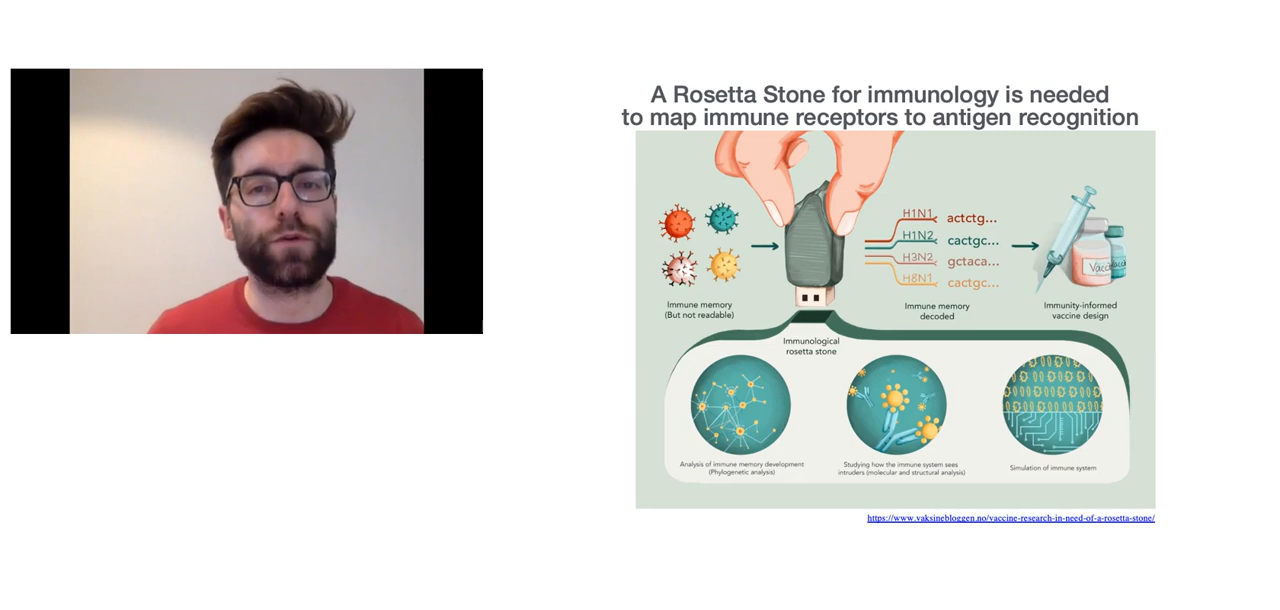 A Rosetta Stone for immunology is needed
to map immune receptors to antigen recognition
H1N1 actctg...
H1N2 cactgc...
H3N2 gctaca...
H8N1 cactgc...
Vacc
Immune memory
(But not readable)
Immune memory
decoded
Immunity-informed
vaccine design
Immunological
rosetta stone
Analysis of immune memory development
(Phylogenetic analysis)
Studying how the immune system sees
intruders (molecular and structural analysis)
Simulation of immune system
https://www.vaksinebloggen.no/vaccine-research-in-need-of-a-rosetta-stone/